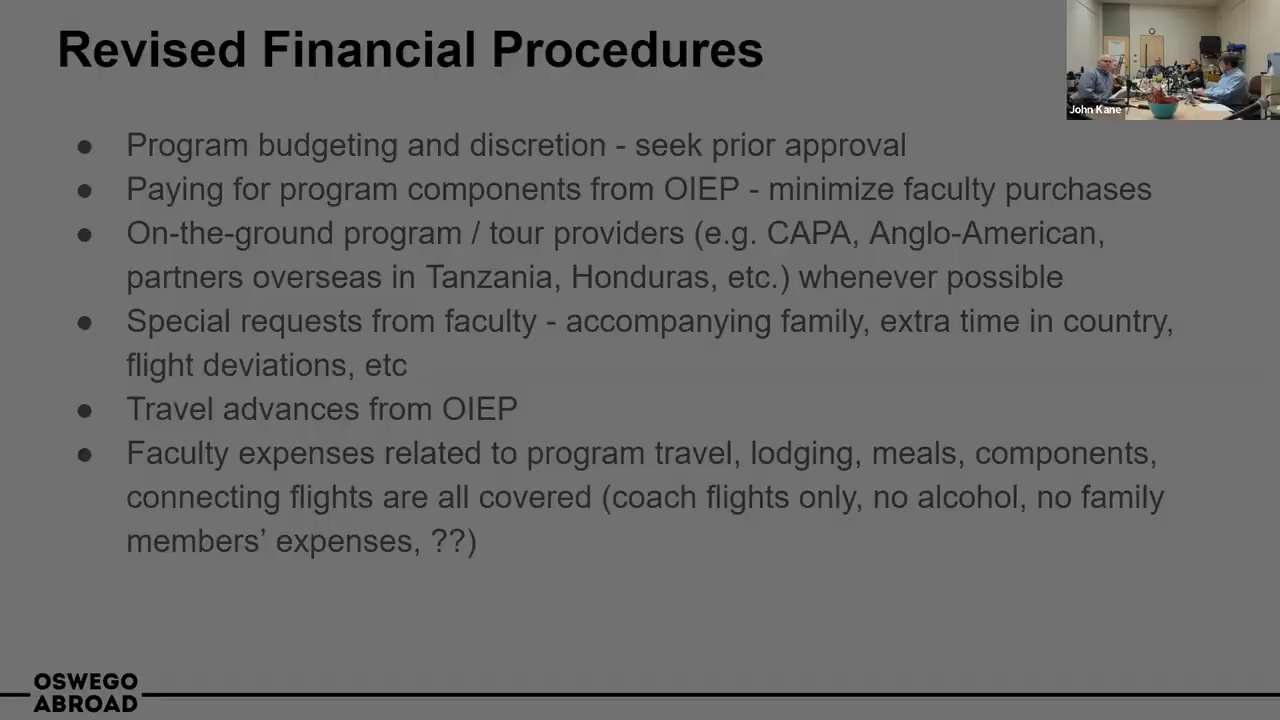 Revised Financial Procedures
John Kane
● Program budgeting and discretion - seek prior approval
● Paying for program components from OIEP - minimize faculty purchases
● On-the-ground program / tour providers (e.g. CAPA, Anglo-American,
partners overseas in Tanzania, Honduras, etc.) whenever possible
● Special requests from faculty - accompanying family, extra time in country,
flight deviations, etc
● Travel advances from OIEP
● Faculty expenses related to program travel, lodging, meals, components,
connecting flights are all covered (coach flights only, no alcohol, no family
members’ expenses, ??)
OSWEGO
ABROAD